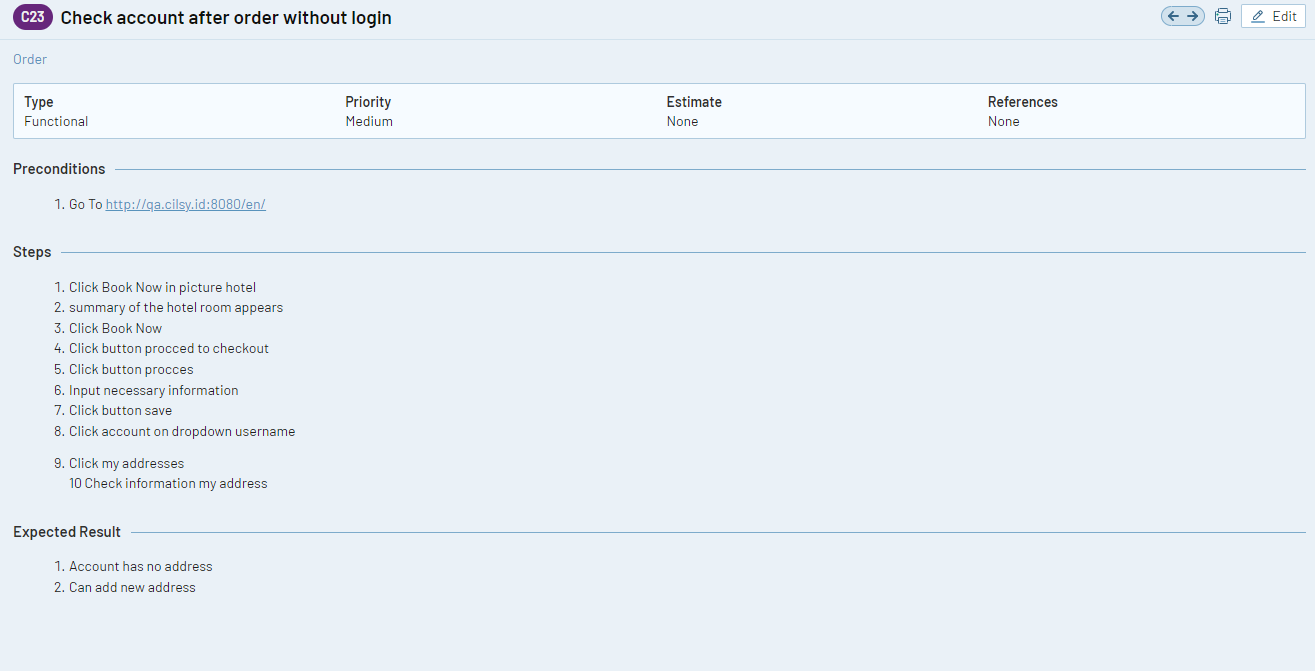 C23 Check account after order without login
Edit
Order
Type Priority Estimate References
Functional Medium None None
Preconditions
1. Go To http://qa.cilsy.id:8080/en/
Steps
1. Click Book Now in picture hotel
2. summary of the hotel room appears
3. Click Book Now
4. Click button procced to checkout
5. Click button procces
6. Input necessary information
7. Click button save
8. Click account on dropdown username
9. Click my addresses
10 Check information my address
Expected Result
1. Account has no address
2. Can add new address